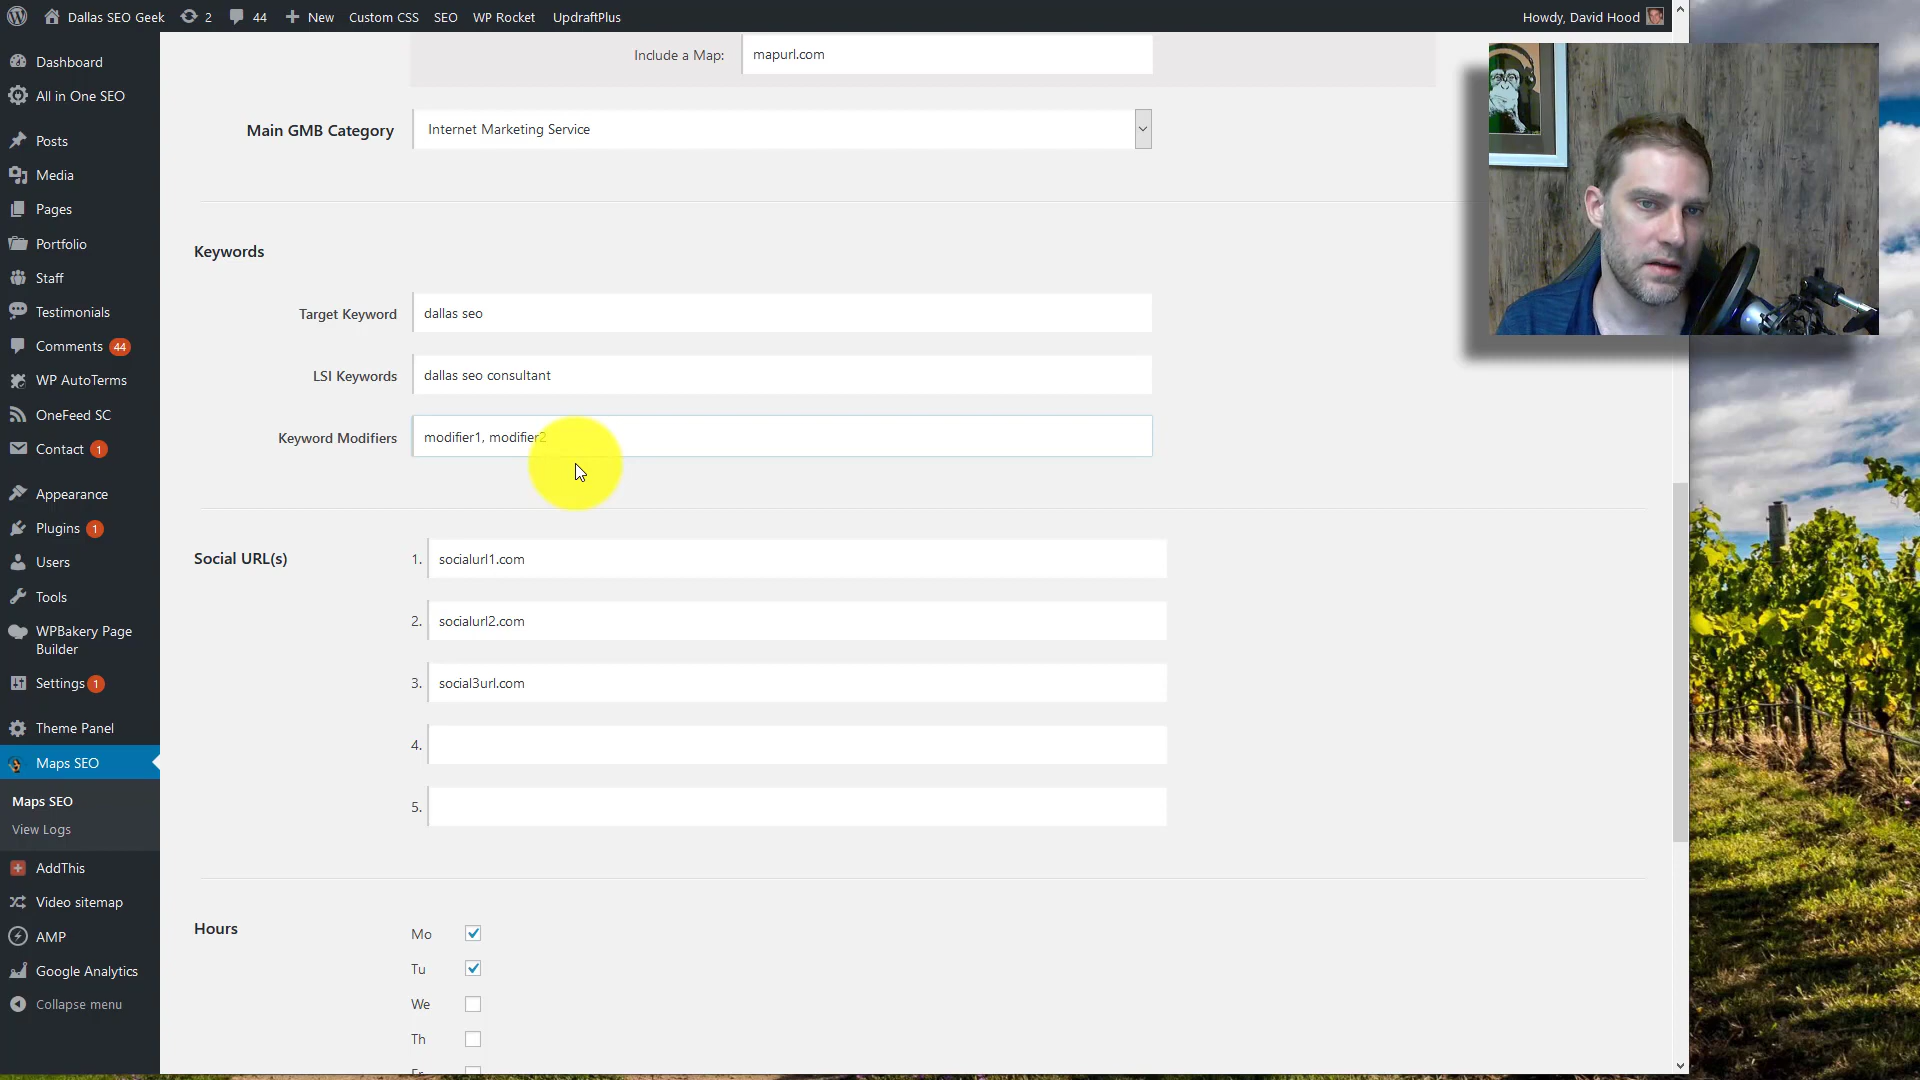 Dallas SEO Geek 2 44 New Custom CSS SEO WP Rocket UpdraftPlus Howdy, David Hood
Dashboard
All in One SEO
Posts
Media
Pages
Portfolio
Staff
Testimonials
Comments 44
WP AutoTerms
OneFeed SC
Contact 1
Appearance
Plugins 1
Users
Tools
WPBakery Page
Builder
Settings 1
Theme Panel
Maps SEO
Maps SEO
View Logs
AddThis
Video sitemap
AMP
Google Analytics
Collapse menu
Include a Map: mapurl.com
Main GMB Category Internet Marketing Service
Keywords
Target Keyword dallas seo
LSI Keywords dallas seo consultant
Keyword Modifiers modifier1, modifier2
Social URL(s) 1. socialurl1.com
2. socialurl2.com
3. social3url.com
4.
5.
Hours Mo
Tu
We
Th